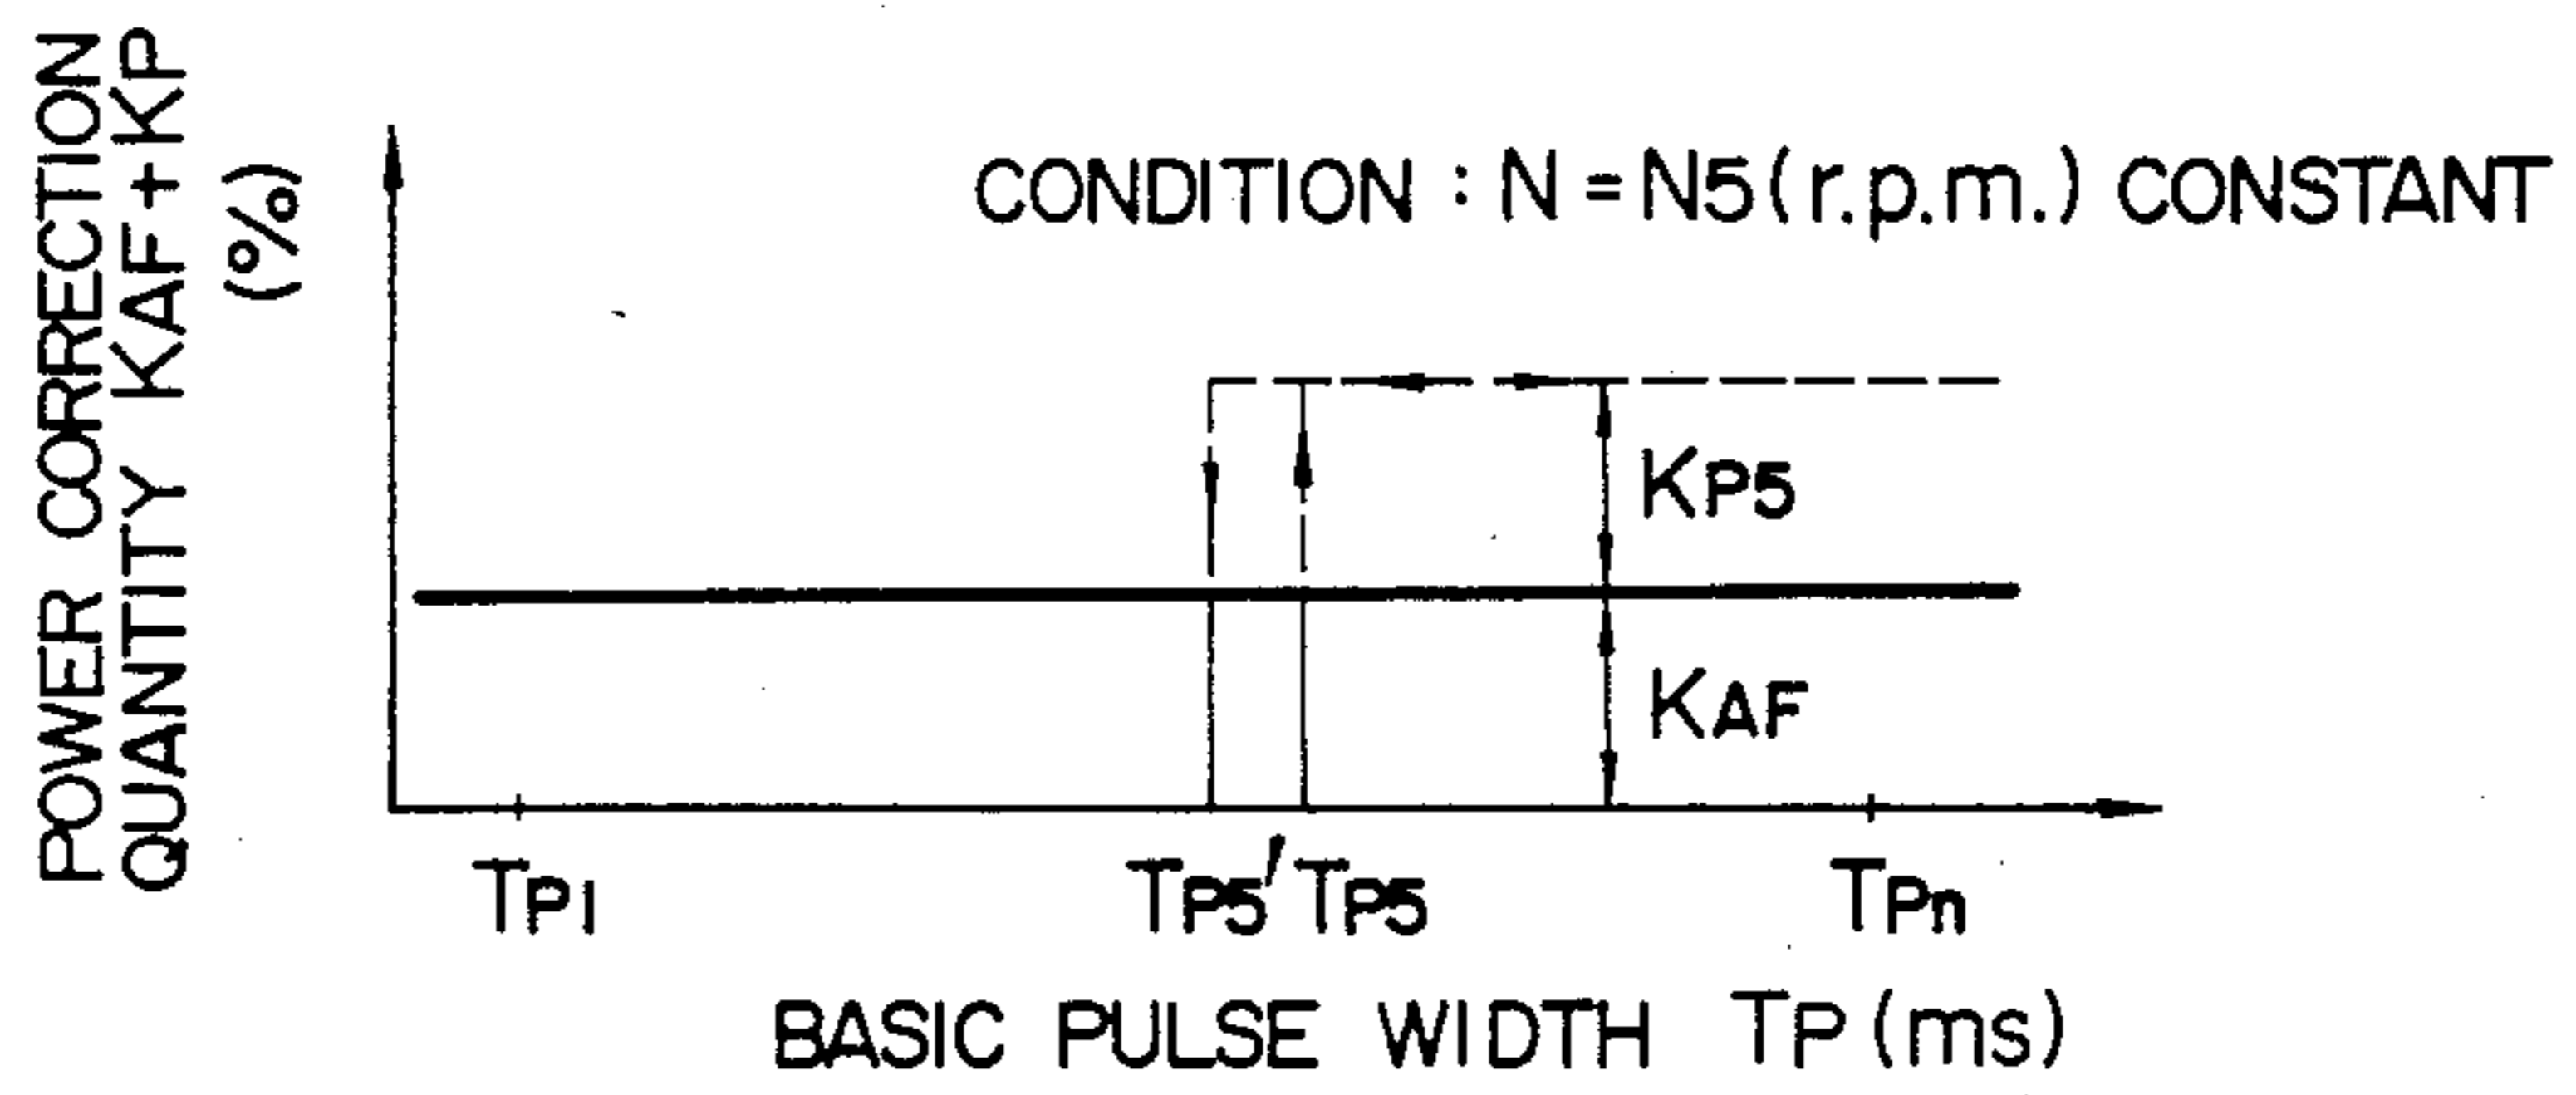 POWER CORRECTION
QUANTITY KAF+KP
(%)
CONDITION : N = N5 (r.p.m.) CONSTANT
KP5
KAF
TP1 TP5' TP5 TPn
BASIC PULSE WIDTH TP (ms)